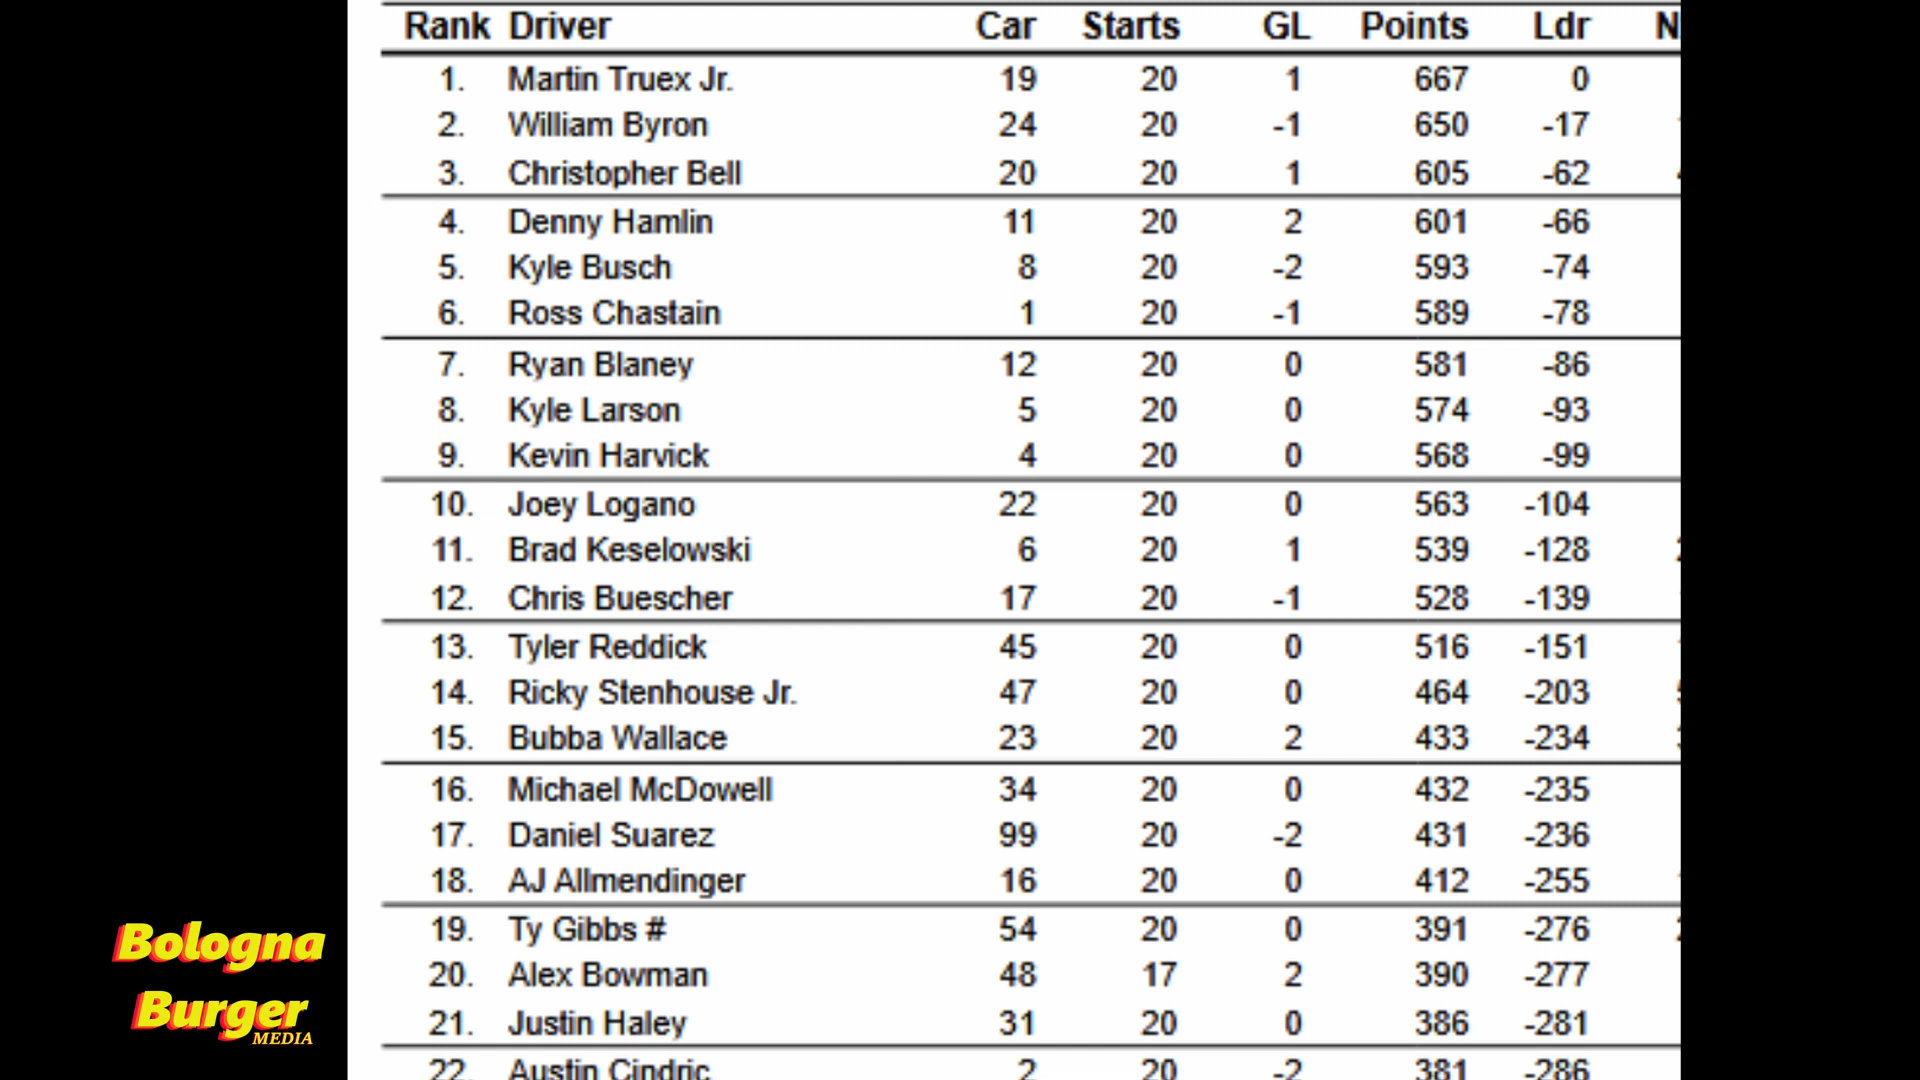 Rank Driver Car Starts GL Points Ldr
1. Martin Truex Jr. 19 20 1 667 0
2. William Byron 24 20 -1 650 -17
3. Christopher Bell 20 20 1 605 -62
4. Denny Hamlin 11 20 2 601 -66
5. Kyle Busch 8 20 -2 593 -74
6. Ross Chastain 1 20 -1 589 -78
7. Ryan Blaney 12 20 0 581 -86
8. Kyle Larson 5 20 0 574 -93
9. Kevin Harvick 4 20 0 568 -99
10. Joey Logano 22 20 0 563 -104
11. Brad Keselowski 6 20 1 539 -128
12. Chris Buescher 17 20 -1 528 -139
13. Tyler Reddick 45 20 0 516 -151
14. Ricky Stenhouse Jr. 47 20 0 464 -203
15. Bubba Wallace 23 20 2 433 -234
16. Michael McDowell 34 20 0 432 -235
17. Daniel Suarez 99 20 -2 431 -236
18. AJ Allmendinger 16 20 0 412 -255
19. Ty Gibbs # 54 20 0 391 -276
20. Alex Bowman 48 17 2 390 -277
21. Justin Haley 31 20 0 386 -281
22. Austin Cindric 2 20 -2 381 -286
Bologna
Burger
MEDIA